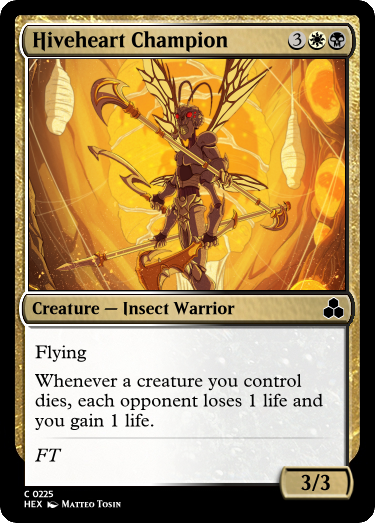 Hiveheart Champion 3
Creature — Insect Warrior
Flying
Whenever a creature you control
dies, each opponent loses 1 life and
you gain 1 life.
FT
3/3
C 0225
HEX Matteo Tosin